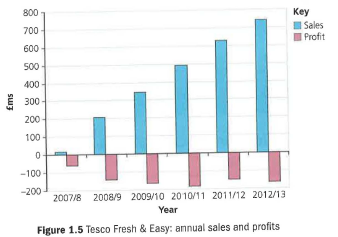 Key
Sales
Profit
£ms
800
700
600
500
400
300
200
100
0
-100
-200
2007/8 2008/9 2009/10 2010/11 2011/12 2012/13
Year
Figure 1.5 Tesco Fresh & Easy: annual sales and profits